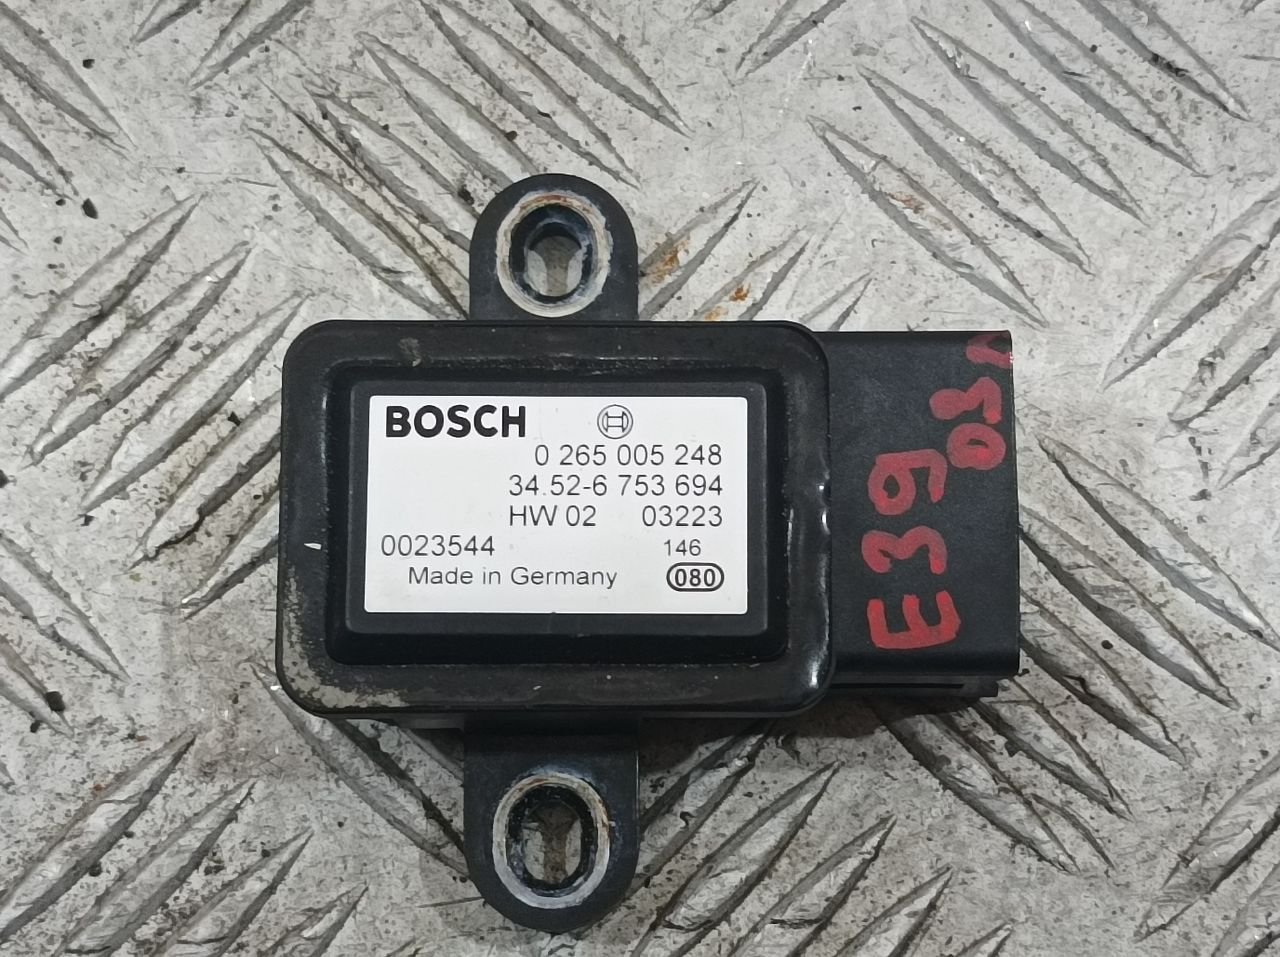 BOSCH
0 265 005 248
34.52-6 753 694
HW 02 03223
0023544 146
Made in Germany 080
E39
03